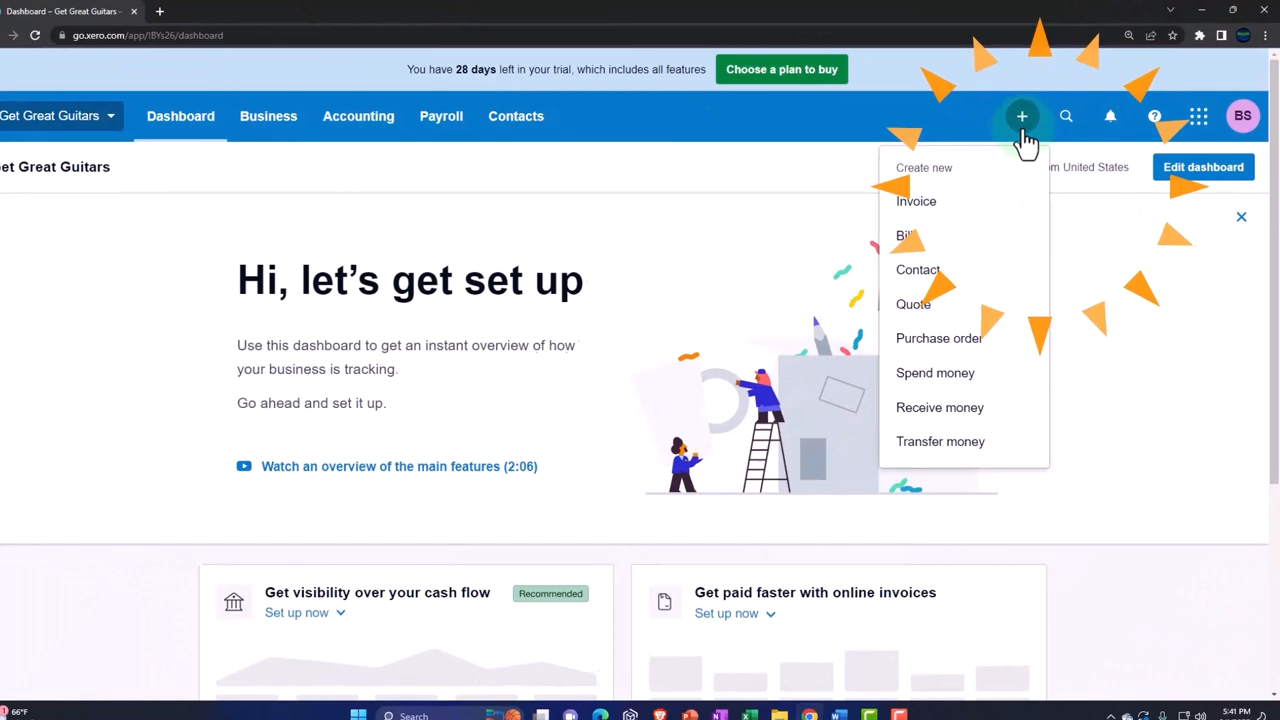 Dashboard – Get Great Guitars -
go.xero.com/app/!BYs26/dashboard
You have 28 days left in your trial, which includes all features
Choose a plan to buy
Get Great Guitars
Dashboard
Business
Accounting
Payroll
Contacts
BS
et Great Guitars
Create new
om United States
Edit dashboard
Invoice
Bill
Contact
Quote
Purchase order
Spend money
Receive money
Transfer money
Hi, let's get set up
Use this dashboard to get an instant overview of how
your business is tracking.
Go ahead and set it up.
Watch an overview of the main features (2:06)
Get visibility over your cash flow
Recommended
Set up now
Get paid faster with online invoices
Set up now
66°F
Search
5:41 PM